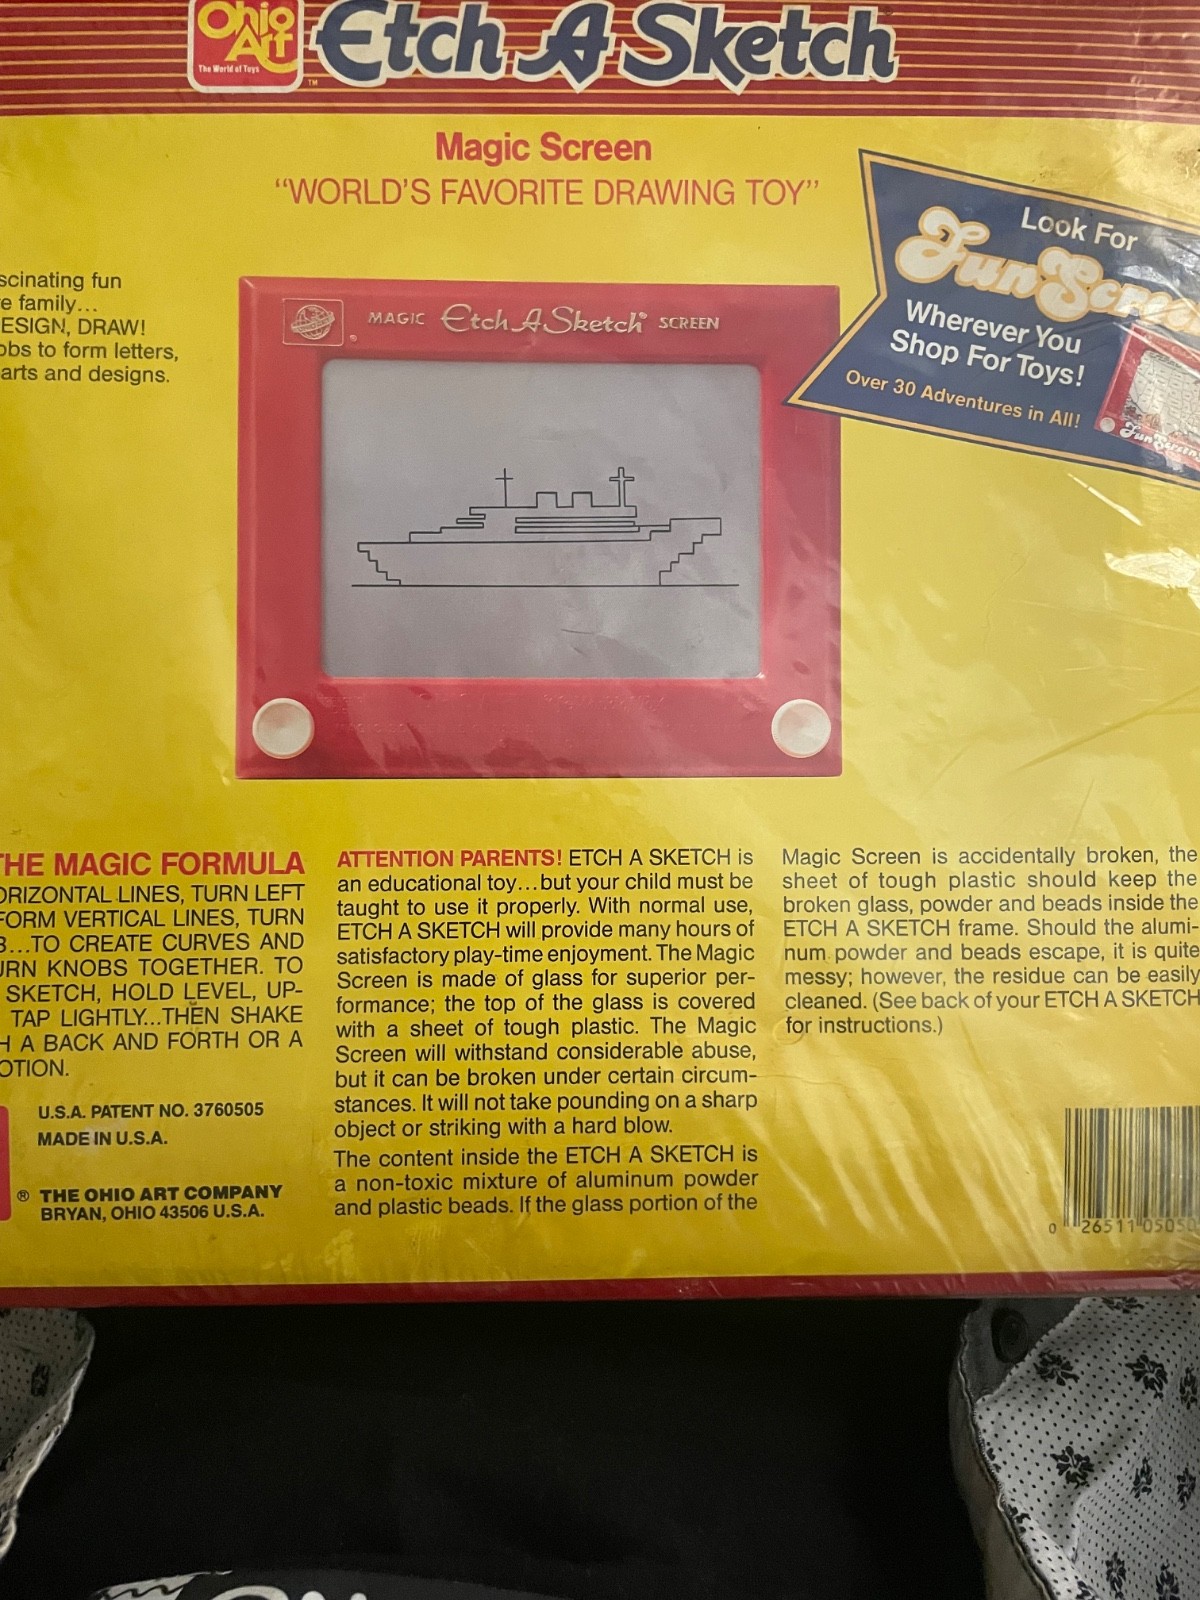 Ohio Art
The World of Toys
TM
Etch A Sketch
Magic Screen
"WORLD'S FAVORITE DRAWING TOY"
Look For
Fun Scree
Wherever You
Shop For Toys!
Over 30 Adventures in All!
Fun Screen
scinating fun
e family...
ESIGN, DRAW!
obs to form letters,
arts and designs.
MAGIC Etch A Sketch® SCREEN
THE MAGIC FORMULA
ORIZONTAL LINES, TURN LEFT
FORM VERTICAL LINES, TURN
B...TO CREATE CURVES AND
URN KNOBS TOGETHER. TO
SKETCH, HOLD LEVEL, UP-
TAP LIGHTLY...THEN SHAKE
H A BACK AND FORTH OR A
OTION.
U.S.A. PATENT NO. 3760505
MADE IN U.S.A.
® THE OHIO ART COMPANY
BRYAN, OHIO 43506 U.S.A.
ATTENTION PARENTS! ETCH A SKETCH is
an educational toy...but your child must be
taught to use it properly. With normal use,
ETCH A SKETCH will provide many hours of
satisfactory play-time enjoyment. The Magic
Screen is made of glass for superior per-
formance; the top of the glass is covered
with a sheet of tough plastic. The Magic
Screen will withstand considerable abuse,
but it can be broken under certain circum-
stances. It will not take pounding on a sharp
object or striking with a hard blow.
The content inside the ETCH A SKETCH is
a non-toxic mixture of aluminum powder
and plastic beads. If the glass portion of the
Magic Screen is accidentally broken, the
sheet of tough plastic should keep the
broken glass, powder and beads inside the
ETCH A SKETCH frame. Should the alumi-
num powder and beads escape, it is quite
messy; however, the residue can be easily
cleaned. (See back of your ETCH A SKETCH
for instructions.)
0 26511 0505